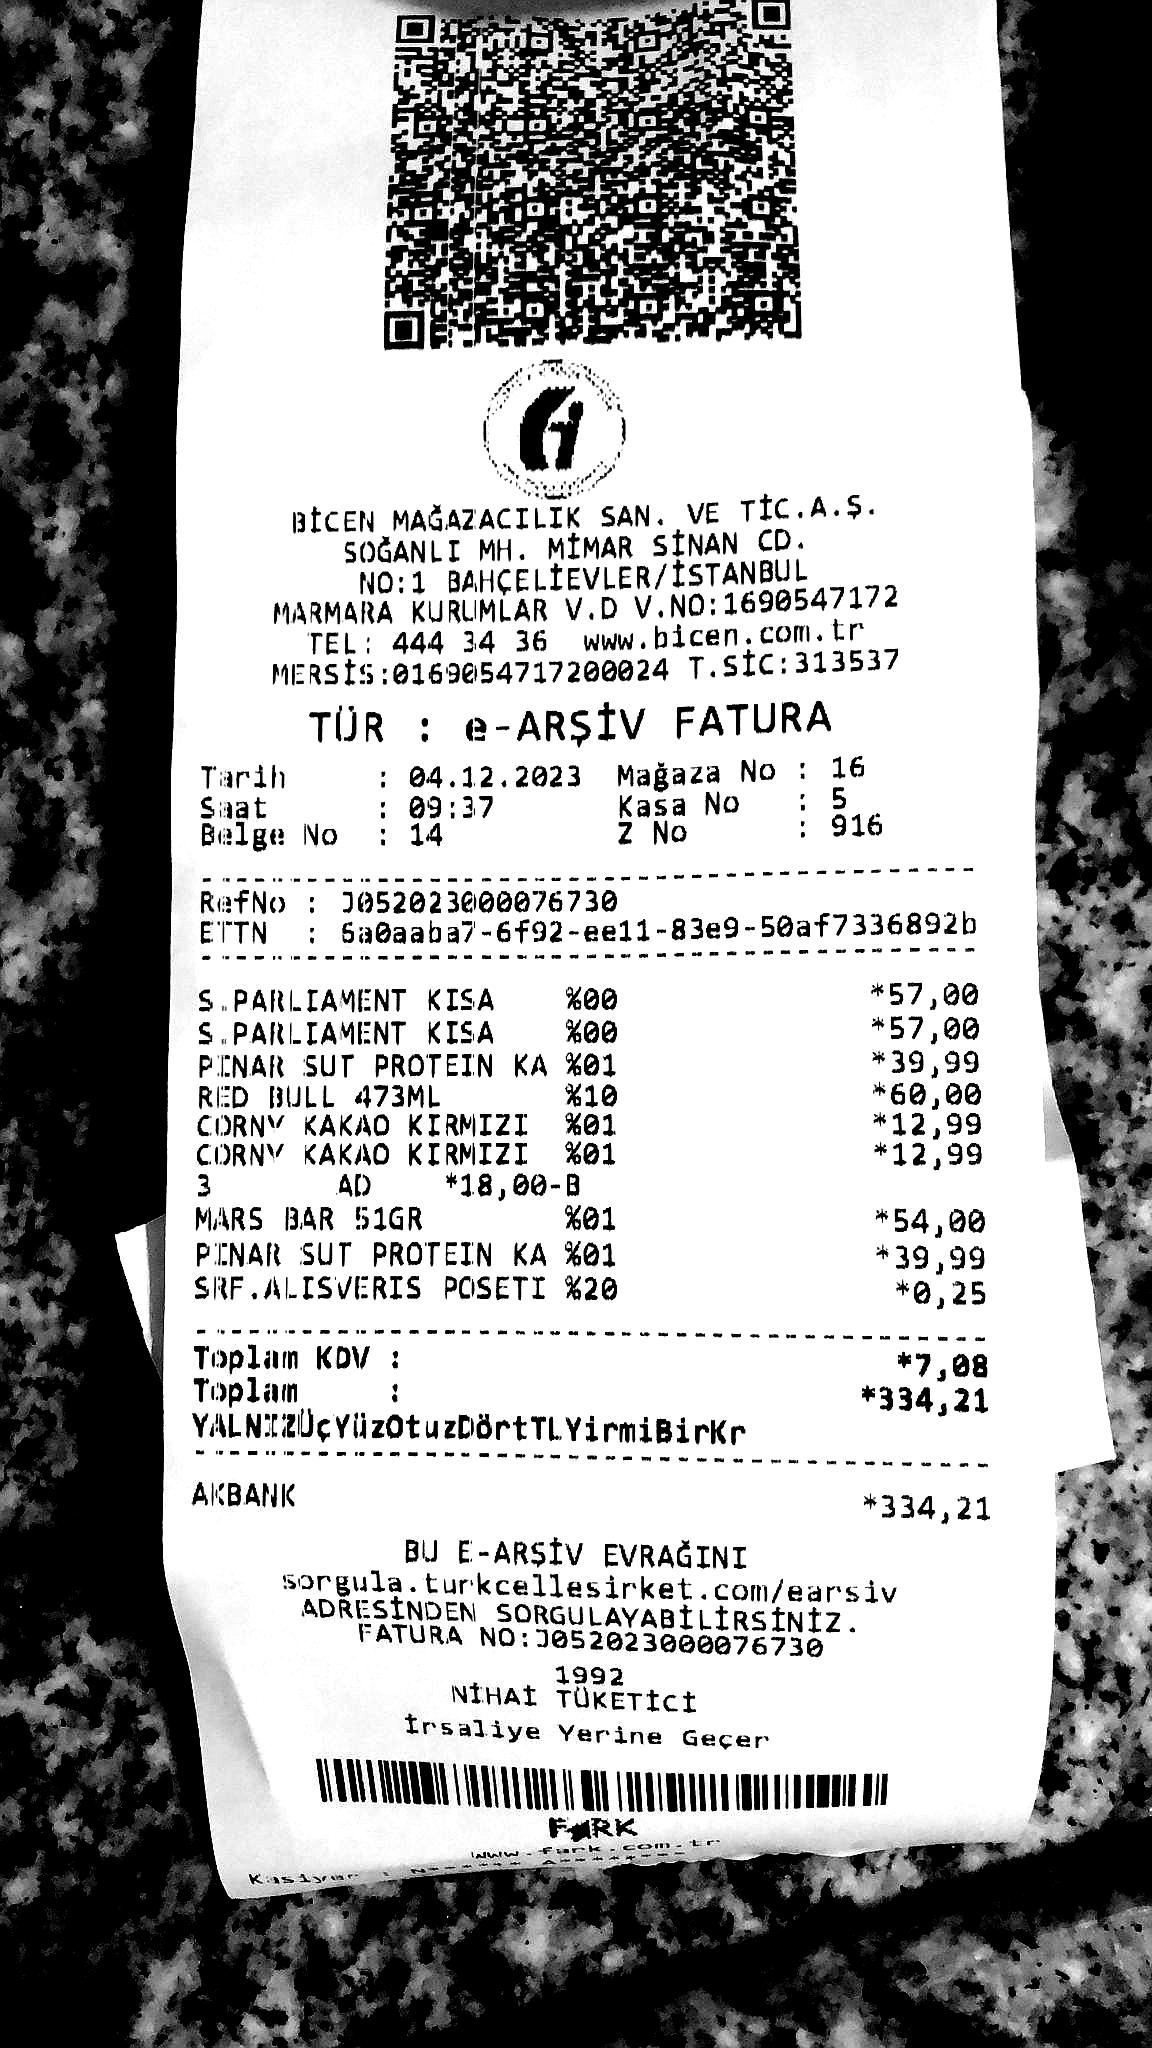 BİCEN MAĞAZACILIK SAN. VE TİC.A.Ş.
SOĞANLI MH. MİMAR SİNAN CD.
NO:1 BAHÇELİEVLER/İSTANBUL
MARMARA KURUMLAR V.D V.NO:1690547172
TEL: 444 34 36 www.bicen.com.tr
MERSİS:0169054717200024 T.SİC:313537
TÜR : e-ARŞİV FATURA
Tarih : 04.12.2023 Mağaza No : 16
Saat : 09:37 Kasa No : 5
Belge No : 14 Z No : 916
RefNo : J052023000076730
ETTN : 6a0aaba7-6f92-ee11-83e9-50af7336892b
S.PARLIAMENT KISA %00 *57,00
S.PARLIAMENT KISA %00 *57,00
PINAR SUT PROTEIN KA %01 *39,99
RED BULL 473ML %10 *60,00
CORNY KAKAO KIRMIZI %01 *12,99
CORNY KAKAO KIRMIZI %01 *12,99
3 AD *18,00-B
MARS BAR 51GR %01 *54,00
PINAR SUT PROTEIN KA %01 *39,99
SRF.ALISVERIS POSETI %20 *0,25
Toplam KDV : *7,08
Toplam : *334,21
YALNIZÜçYüzOtuzDörtTLYirmiBirKr
AKBANK *334,21
BU E-ARŞİV EVRAĞINI
sorgula.turkcellesirket.com/earsiv
ADRESİNDEN SORGULAYABİLİRSİNİZ.
FATURA NO:J052023000076730
1992
NİHAİ TÜKETİCİ
İrsaliye Yerine Geçer
FARK
www.fark.com.tr
Kasiyer : N****** A********